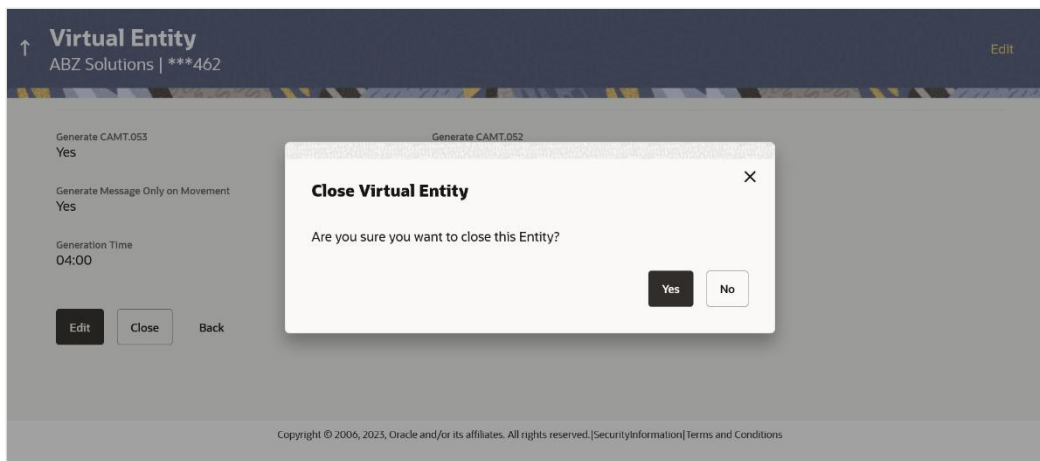 ↑ Virtual Entity
ABZ Solutions | ***462
Edit
Generate CAMT.053
Yes
Generate CAMT.052
Generate Message Only on Movement
Yes
Generation Time
04:00
Close Virtual Entity
×
Are you sure you want to close this Entity?
Yes
No
Edit
Close
Back
Copyright © 2006, 2023, Oracle and/or its affiliates. All rights reserved.|SecurityInformation|Terms and Conditions